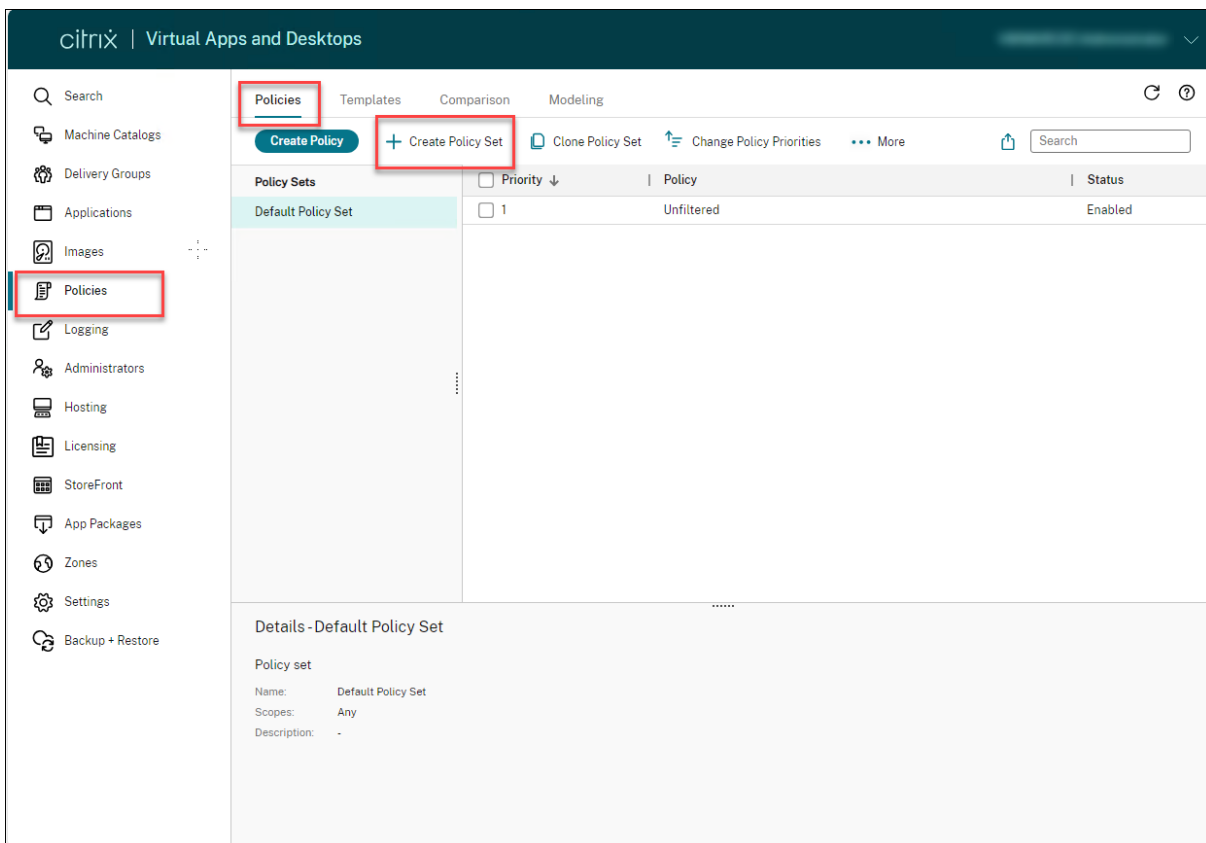 citrix | Virtual Apps and Desktops
Search
Machine Catalogs
Delivery Groups
Applications
Images
Policies
Logging
Administrators
Hosting
Licensing
StoreFront
App Packages
Zones
Settings
Backup + Restore
Policies Templates Comparison Modeling
Create Policy + Create Policy Set Clone Policy Set Change Policy Priorities ••• More Search
Policy Sets
Default Policy Set
Priority ↓ | Policy | Status
1 Unfiltered Enabled
Details - Default Policy Set
Policy set
Name: Default Policy Set
Scopes: Any
Description: -